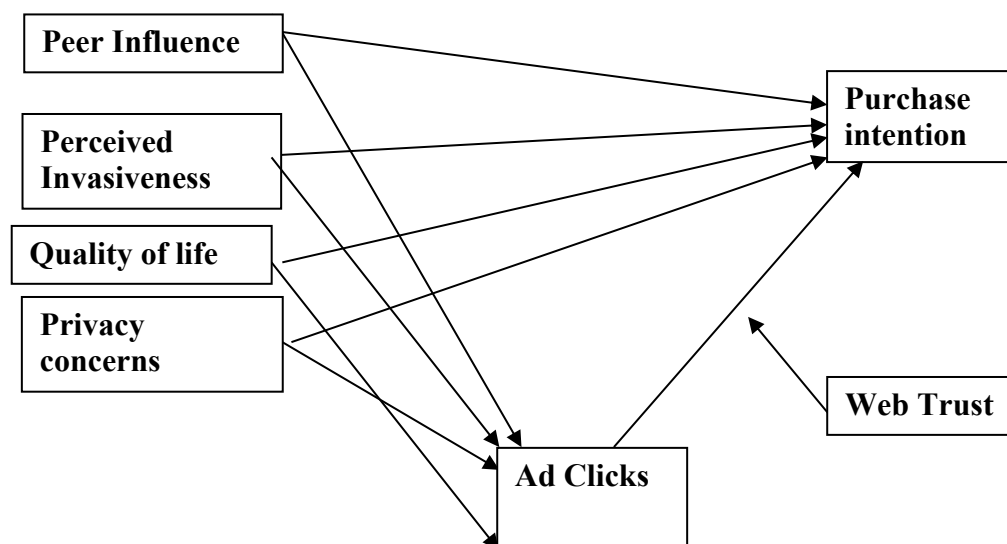 Peer Influence
Perceived
Invasiveness
Quality of life
Privacy
concerns
Purchase
intention
Web Trust
Ad Clicks